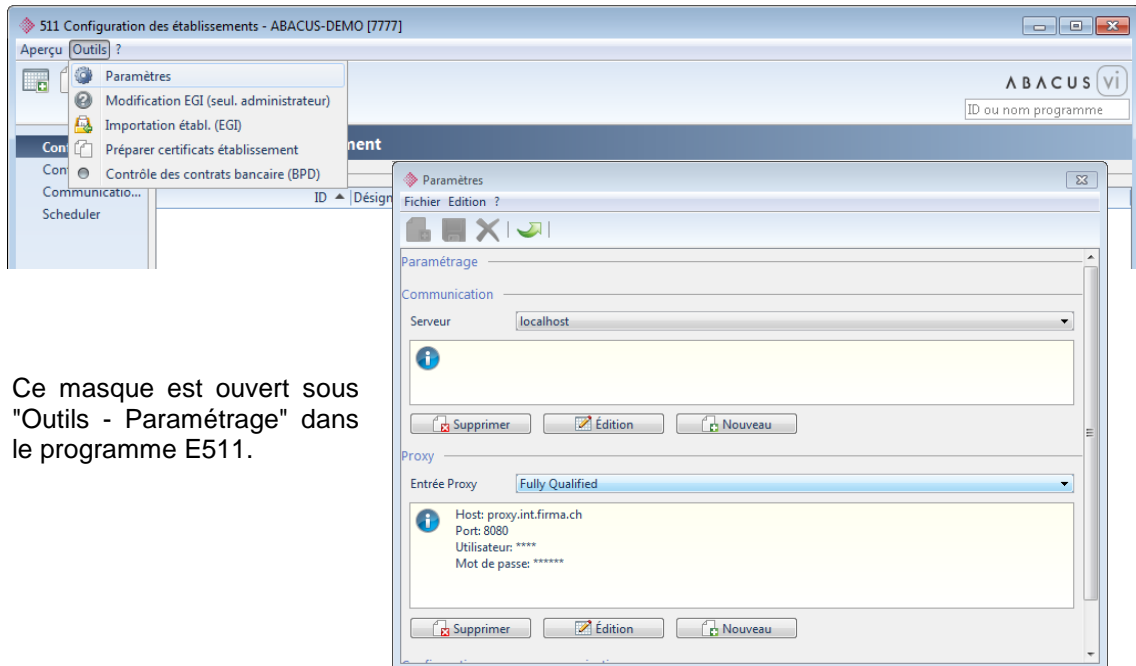 511 Configuration des établissements - ABACUS-DEMO [7777]
Aperçu Outils ?
Paramètres
Modification EGI (seul. administrateur)
Importation établ. (EGI)
Préparer certificats établissement
Contrôle des contrats bancaire (BPD)
ABACUS vi
ID ou nom programme
Communicatio...
Scheduler
ID Désign
Paramètres
Fichier Edition ?
Paramétrage
Communication
Serveur localhost
Supprimer Édition Nouveau
Proxy
Entrée Proxy Fully Qualified
Host: proxy.int.firma.ch
Port: 8080
Utilisateur: ****
Mot de passe: ******
Supprimer Édition Nouveau
Ce masque est ouvert sous
"Outils - Paramétrage" dans
le programme E511.